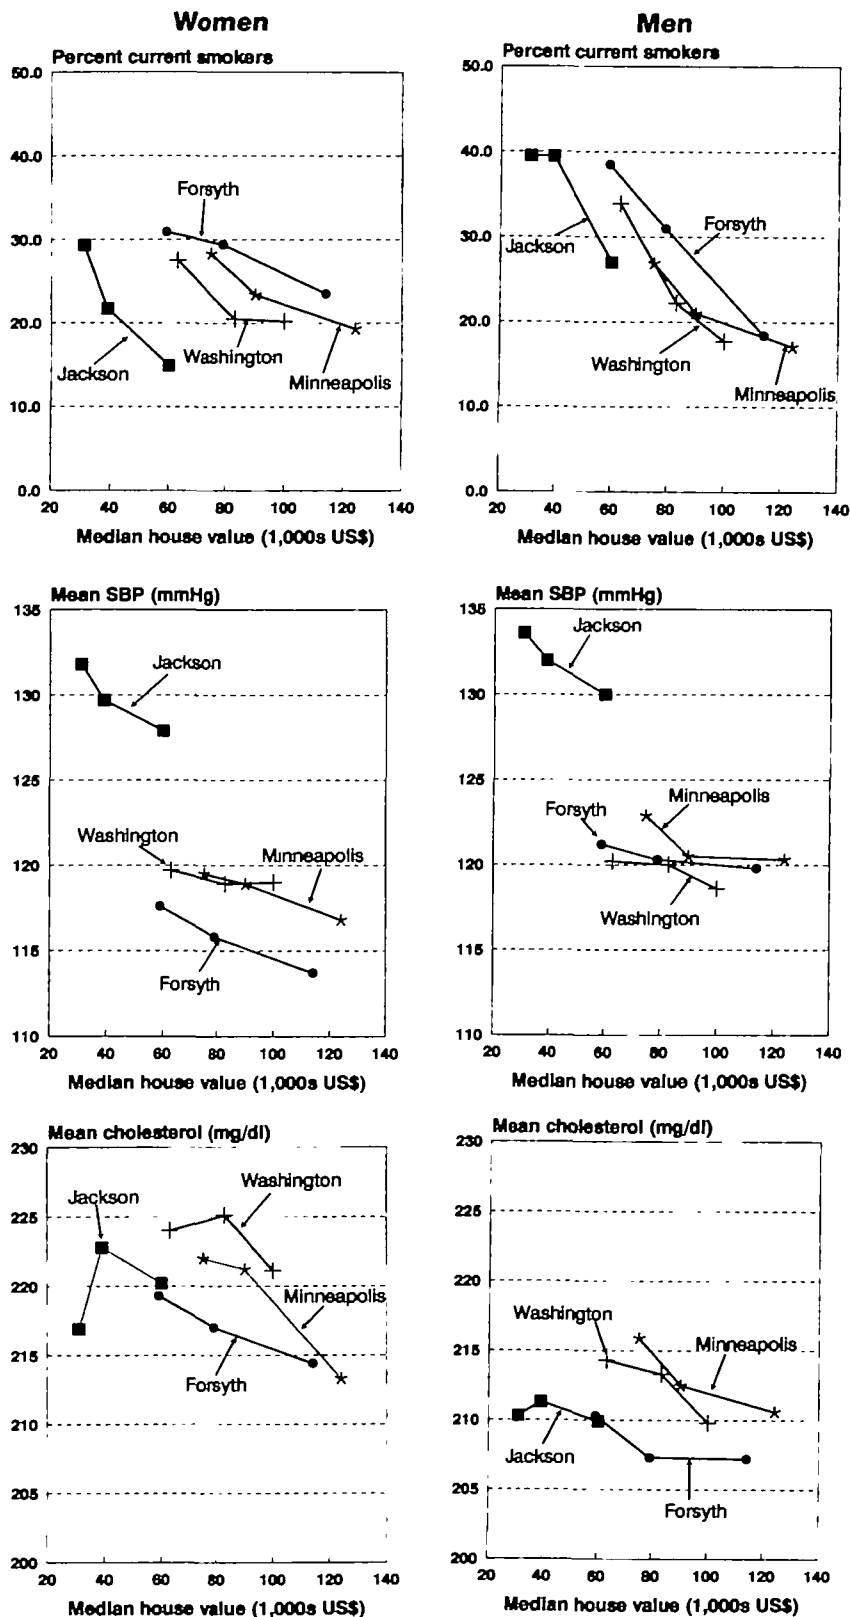 Women
Percent current smokers
50.0
40.0
30.0
20.0
10.0
0.0
Forsyth
Jackson
Washington
Minneapolis
20 40 60 80 100 120 140
Median house value (1,000s US$)
Men
Percent current smokers
50.0
40.0
30.0
20.0
10.0
0.0
Jackson
Forsyth
Washington
Minneapolis
20 40 60 80 100 120 140
Median house value (1,000s US$)
Mean SBP (mmHg)
135
130
125
120
115
110
Jackson
Washington
Minneapolis
Forsyth
20 40 60 80 100 120 140
Median house value (1,000s US$)
Mean SBP (mmHg)
135
130
125
120
115
110
Jackson
Forsyth
Minneapolis
Washington
20 40 60 80 100 120 140
Median house value (1,000s US$)
Mean cholesterol (mg/dl)
230
225
220
215
210
205
200
Jackson
Washington
Minneapolis
Forsyth
20 40 60 80 100 120 140
Median house value (1,000s US$)
Mean cholesterol (mg/dl)
230
225
220
215
210
205
200
Washington
Minneapolis
Jackson
Forsyth
20 40 60 80 100 120 140
Median house value (1,000s US$)